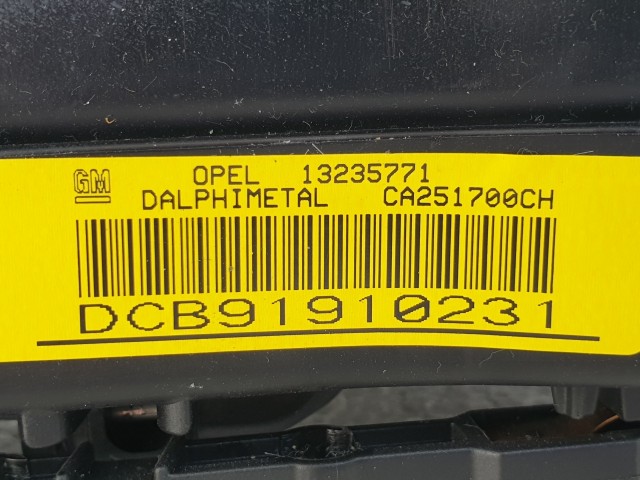 GM OPEL 13235771
DALPHIMETAL CA251700CH
DCB91910231